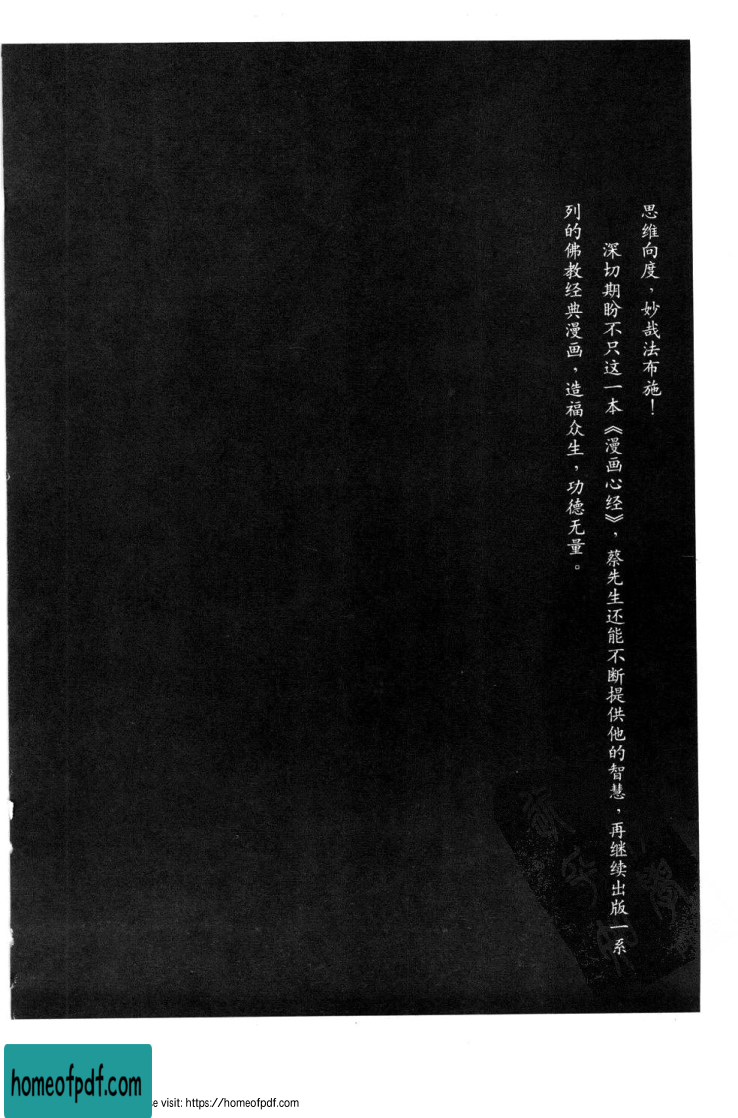 思维向度，妙哉法布施！
深切期盼不只这一本《漫画心经》，蔡先生还能不断提供他的智慧，再继续出版一系
列的佛教经典漫画，造福众生，功德无量。
homeofpdf.com
e visit: https://homeofpdf.com